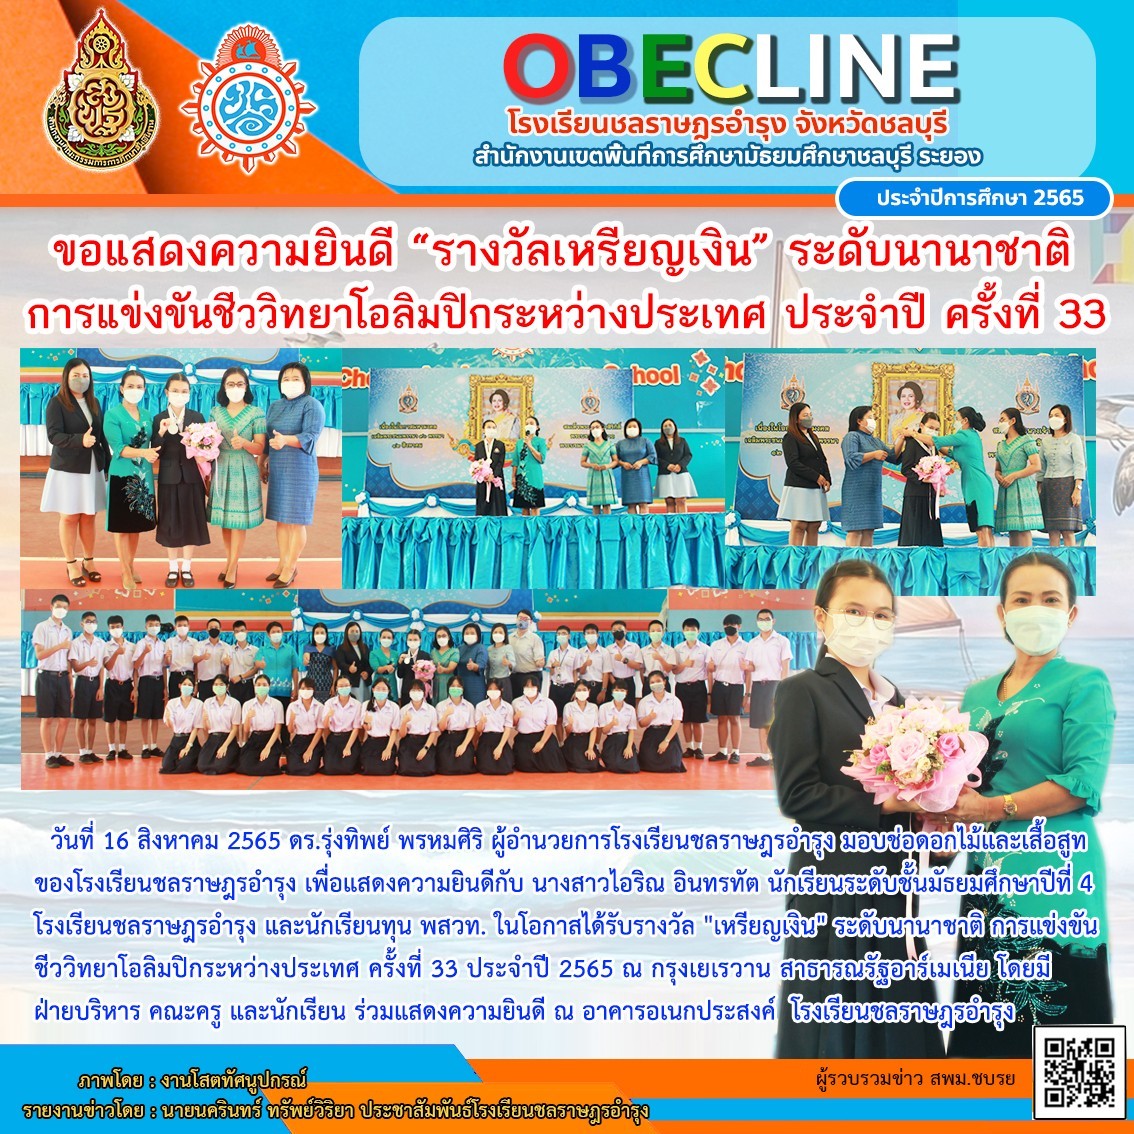 OBECLINE
โรงเรียนชลราษฎรอำรุง จังหวัดชลบุรี
สำนักงานเขตพื้นที่การศึกษามัธยมศึกษาชลบุรี ระยอง
ประจำปีการศึกษา 2565
ขอแสดงความยินดี “รางวัลเหรียญเงิน” ระดับนานาชาติ
การแข่งขันชีววิทยาโอลิมปิกระหว่างประเทศ ประจำปี ครั้งที่ 33
วันที่ 16 สิงหาคม 2565 ดร.รุ่งทิพย์ พรหมศิริ ผู้อำนวยการโรงเรียนชลราษฎรอำรุง มอบช่อดอกไม้และเสื้อสูท
ของโรงเรียนชลราษฎรอำรุง เพื่อแสดงความยินดีกับ นางสาวไอริณ อินทรทัต นักเรียนระดับชั้นมัธยมศึกษาปีที่ 4
โรงเรียนชลราษฎรอำรุง และนักเรียนทุน พสวท. ในโอกาสได้รับรางวัล "เหรียญเงิน" ระดับนานาชาติ การแข่งขัน
ชีววิทยาโอลิมปิกระหว่างประเทศ ครั้งที่ 33 ประจำปี 2565 ณ กรุงเยเรวาน สาธารณรัฐอาร์เมเนีย โดยมี
ฝ่ายบริหาร คณะครู และนักเรียน ร่วมแสดงความยินดี ณ อาคารอเนกประสงค์ โรงเรียนชลราษฎรอำรุง
ภาพโดย : งานโสตทัศนูปกรณ์
ผู้รวบรวมข่าว สพม.ชบรย
รายงานข่าวโดย : นายนครินทร์ ทรัพย์วิริยา ประชาสัมพันธ์โรงเรียนชลราษฎรอำรุง